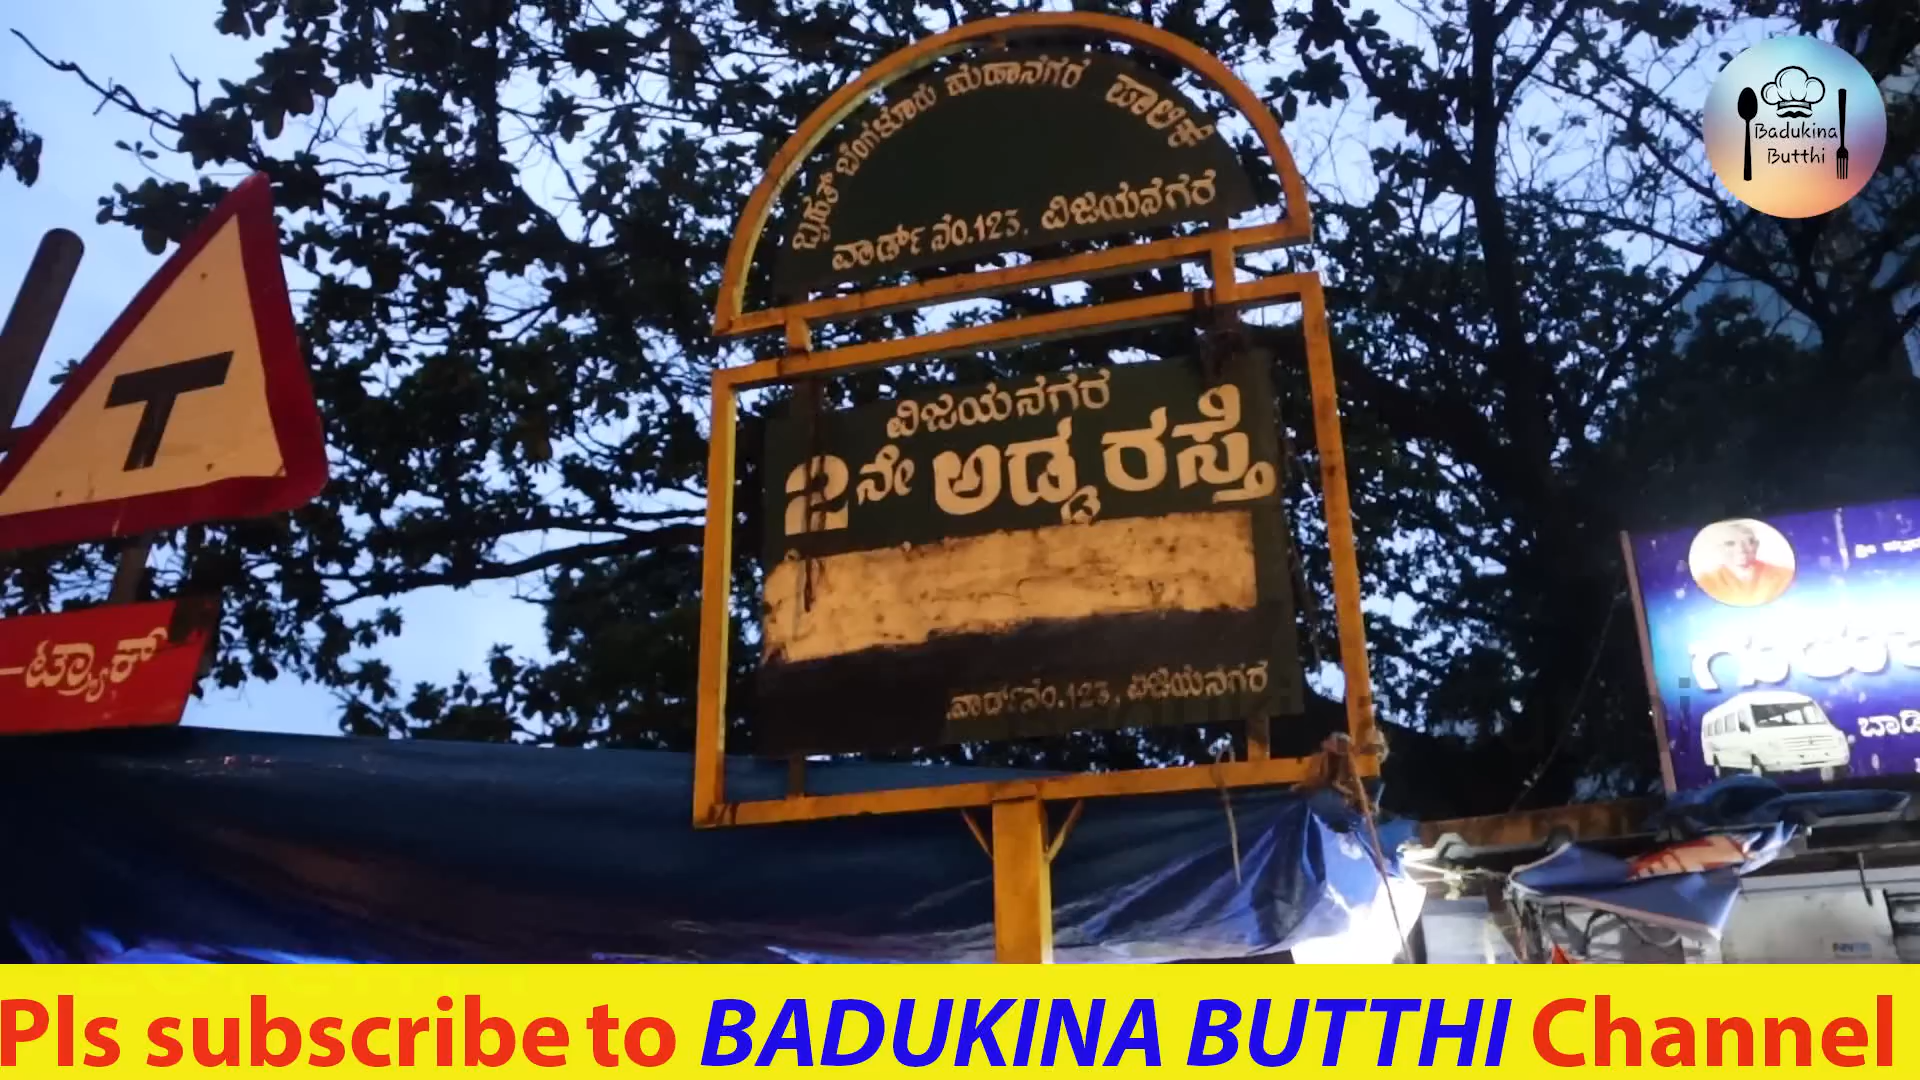 ಬೃಹತ್ ಬೆಂಗಳೂರು ಮಹಾನಗರ ಪಾಲಿಕೆ
ವಾರ್ಡ್ ನಂ.123. ವಿಜಯನಗರ
ವಿಜಯನಗರ
2ನೇ ಅಡ್ಡರಸ್ತೆ
ವಾರ್ಡ್ ನಂ.123, ವಿಜಯನಗರ
Badukina
Butthi
T
–ಟ್ರ್ಯಾಕ್
ಶ್ರೀ
ಗುರು
ಬಾಡಿ
Pls subscribe to BADUKINA BUTTHI Channel